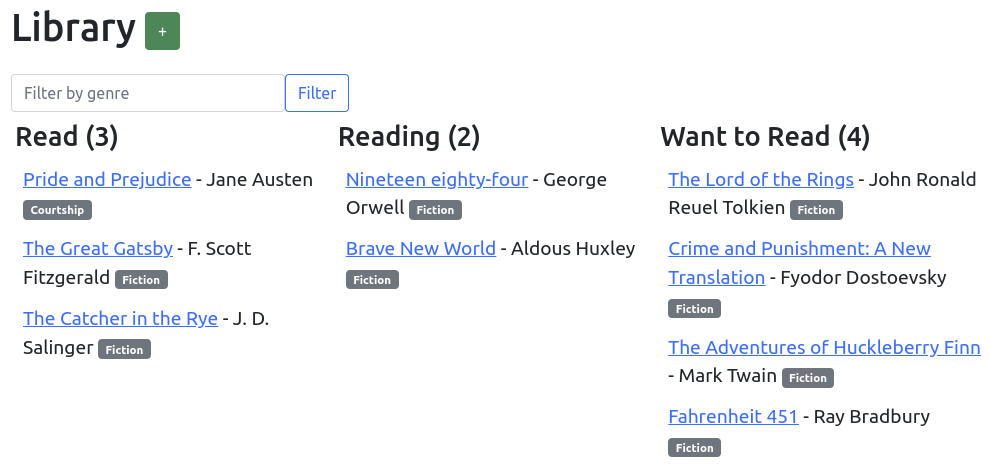 Library +
Filter by genre Filter
Read (3)
Pride and Prejudice - Jane Austen
Courtship
The Great Gatsby - F. Scott
Fitzgerald Fiction
The Catcher in the Rye - J. D.
Salinger Fiction
Reading (2)
Nineteen eighty-four - George
Orwell Fiction
Brave New World - Aldous Huxley
Fiction
Want to Read (4)
The Lord of the Rings - John Ronald
Reuel Tolkien Fiction
Crime and Punishment: A New
Translation - Fyodor Dostoevsky
Fiction
The Adventures of Huckleberry Finn
- Mark Twain Fiction
Fahrenheit 451 - Ray Bradbury
Fiction